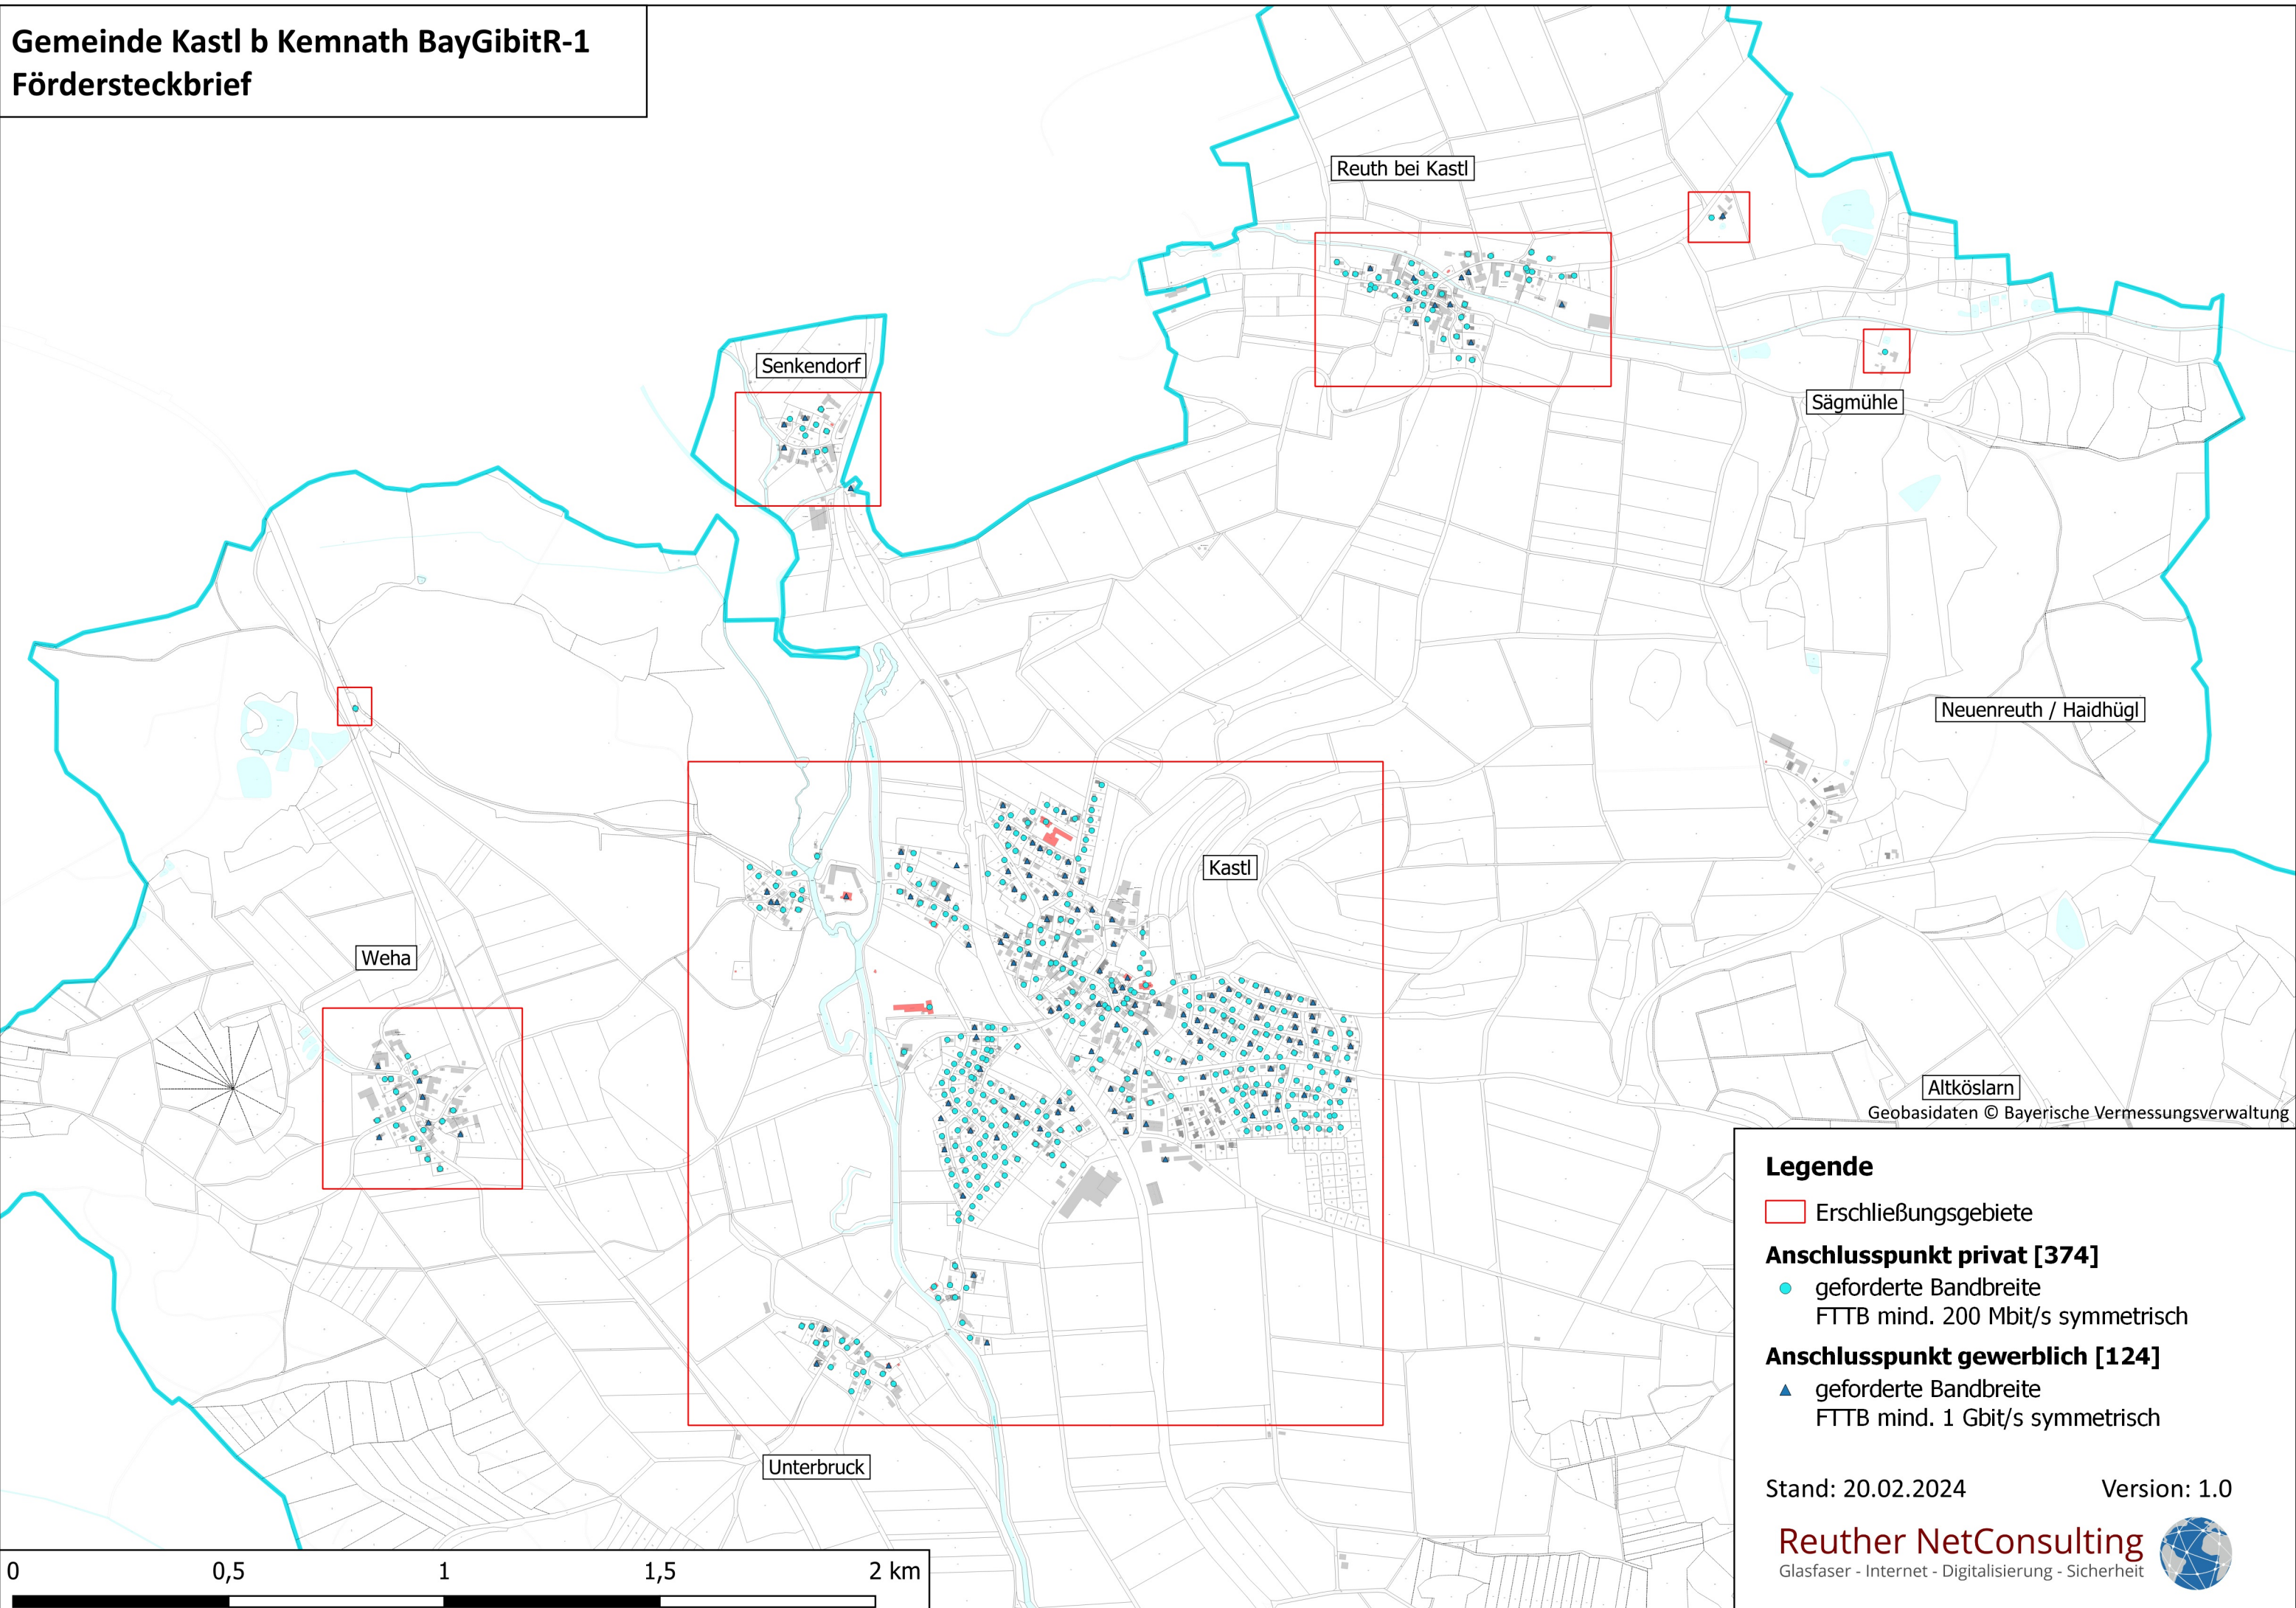 Gemeinde Kastl b Kemnath BayGibitR-1
Fördersteckbrief
Reuth bei Kastl
Senkendorf
Sägmühle
Neuenreuth / Haidhügl
Kastl
Weha
Altköslarn
Geobasidaten © Bayerische Vermessungsverwaltung
Unterbruck
Legende
Erschließungsgebiete
Anschlusspunkt privat [374]
geforderte Bandbreite
FTTB mind. 200 Mbit/s symmetrisch
Anschlusspunkt gewerblich [124]
geforderte Bandbreite
FTTB mind. 1 Gbit/s symmetrisch
Stand: 20.02.2024 Version: 1.0
Reuther NetConsulting
Glasfaser - Internet - Digitalisierung - Sicherheit
0 0,5 1 1,5 2 km